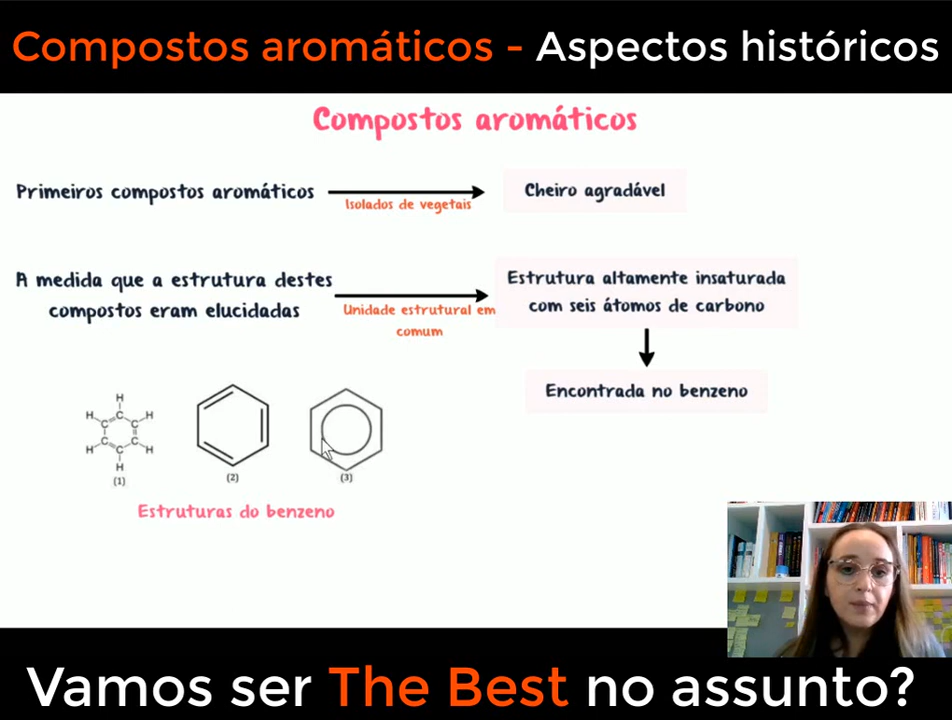 Compostos aromáticos - Aspectos históricos
Compostos aromáticos
Primeiros compostos aromáticos
Isolados de vegetais
Cheiro agradável
A medida que a estrutura destes
compostos eram elucidadas
Unidade estrutural em
comum
Estrutura altamente insaturada
com seis átomos de carbono
Encontrada no benzeno
H
H C H
C C
C C
H C H
H
(1)
(2)
(3)
Estruturas do benzeno
Vamos ser The Best no assunto?